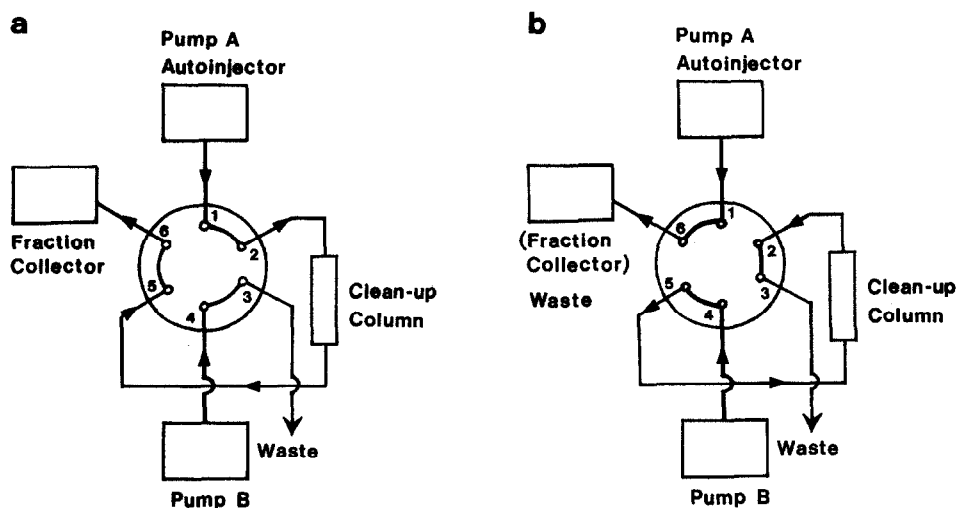 a
Pump A
Autoinjector
1
6
2
Fraction
Collector
5
3
4
Clean-up
Column
Waste
Pump B
b
Pump A
Autoinjector
1
6
2
(Fraction
Collector)
Waste
5
3
4
Clean-up
Column
Waste
Pump B